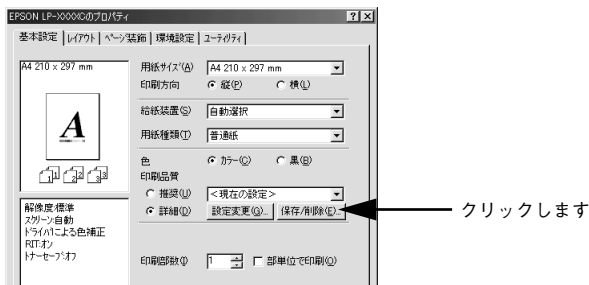 EPSON LP-XXXXCのプロパティ
基本設定 レイアウト ページ装飾 環境設定 ユーティリティ
A4 210 x 297 mm
用紙サイズ(A) A4 210 x 297 mm
印刷方向 縦(P) 横(L)
給紙装置(S) 自動選択
用紙種類(T) 普通紙
A
1 2 3
色 カラー(C) 黒(B)
印刷品質
推奨(U) <現在の設定>
詳細(D) 設定変更(G)... 保存/削除(E)...
クリックします
解像度:標準
スクリーン:自動
ドライバによる色補正
RIT:オン
トナーセーブ:オフ
印刷部数(I) 1 部単位で印刷(O)